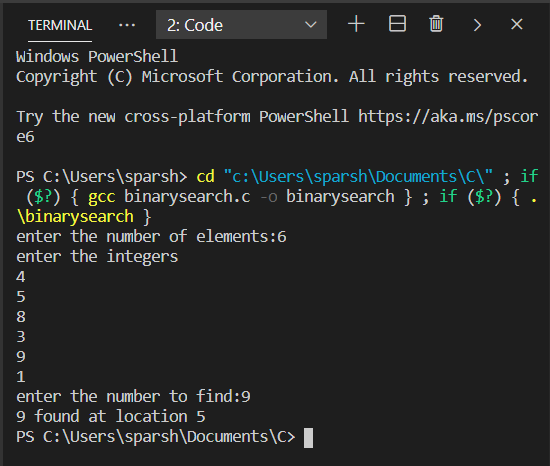 TERMINAL ... 2: Code
Windows PowerShell
Copyright (C) Microsoft Corporation. All rights reserved.
Try the new cross-platform PowerShell https://aka.ms/pscor
e6
PS C:\Users\sparsh> cd "c:\Users\sparsh\Documents\C\" ; if
($?) { gcc binarysearch.c -o binarysearch } ; if ($?) { .
\binarysearch }
enter the number of elements:6
enter the integers
4
5
8
3
9
1
enter the number to find:9
9 found at location 5
PS C:\Users\sparsh\Documents\C>